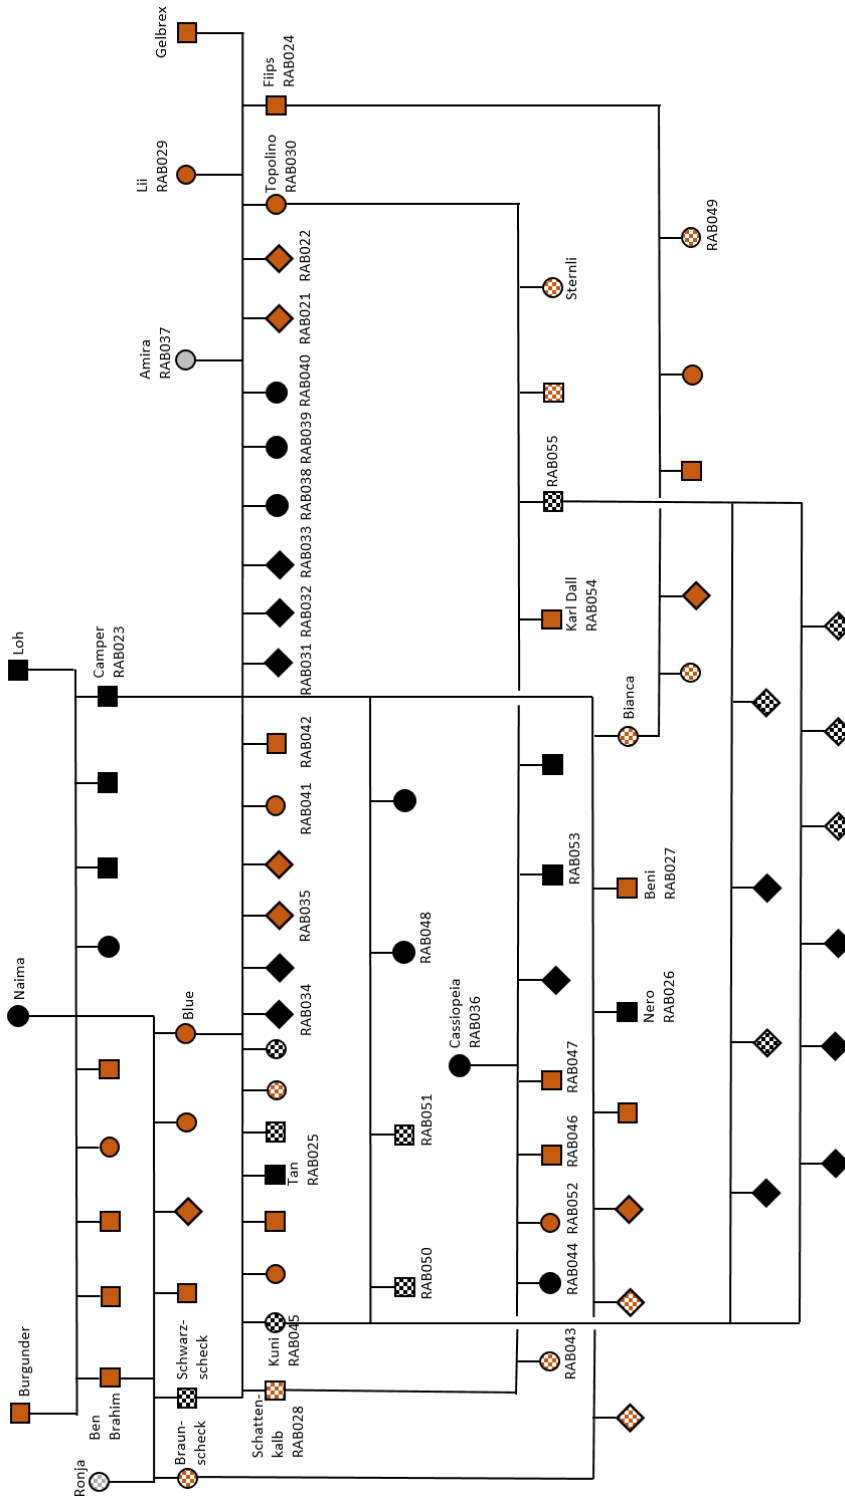 Burgunder
Naima
Loh
Ronja
Ben
Brahim
Camper
RAB023
Braun-
scheck
Schwarz-
scheck
Blue
Amira
RAB037
Lii
RAB029
Gelbrex
Schatten-
kalb
RAB028
Kuni
RAB045
Tan
RAB025
RAB034
RAB035
RAB041
RAB042
RAB031
RAB032
RAB033
RAB038
RAB039
RAB040
RAB021
RAB022
Topolino
RAB030
Fiips
RAB024
RAB050
RAB051
RAB048
Cassiopeia
RAB036
RAB043
RAB044
RAB052
RAB046
RAB047
RAB053
Karl Dall
RAB054
RAB055
Sternli
Nero
RAB026
Beni
RAB027
Bianca
RAB049